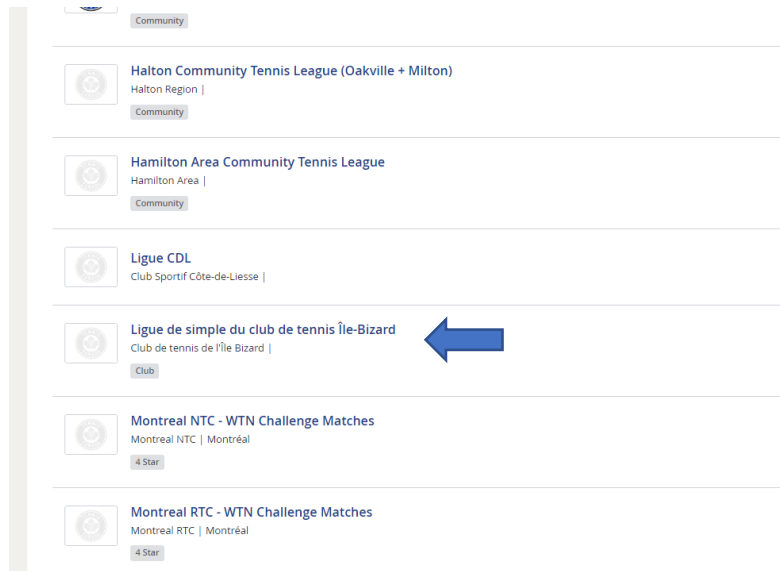 Community
Halton Community Tennis League (Oakville + Milton)
Halton Region |
Community
Hamilton Area Community Tennis League
Hamilton Area |
Community
Ligue CDL
Club Sportif Côte-de-Liesse |
Ligue de simple du club de tennis Île-Bizard
Club de tennis de l'Île Bizard |
Club
Montreal NTC - WTN Challenge Matches
Montreal NTC | Montréal
4 Star
Montreal RTC - WTN Challenge Matches
Montreal RTC | Montréal
4 Star